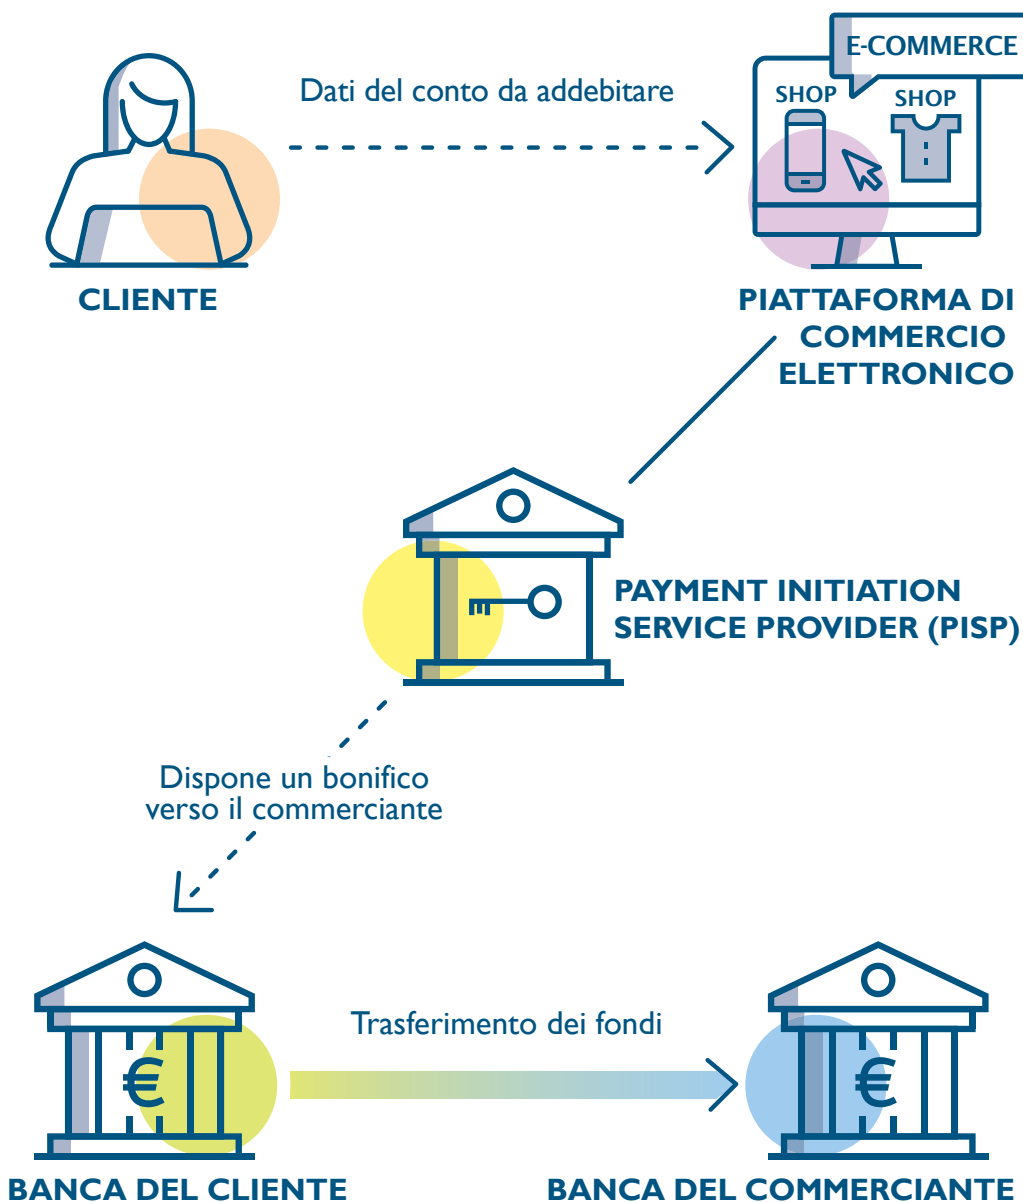 E-COMMERCE
Dati del conto da addebitare
SHOP
SHOP
CLIENTE
PIATTAFORMA DI
COMMERCIO
ELETTRONICO
PAYMENT INITIATION
SERVICE PROVIDER (PISP)
Dispone un bonifico
verso il commerciante
Trasferimento dei fondi
€
€
BANCA DEL CLIENTE
BANCA DEL COMMERCIANTE